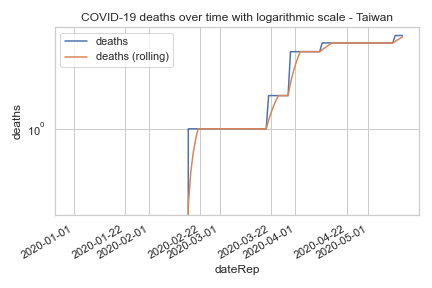 COVID-19 deaths over time with logarithmic scale - Taiwan
deaths
deaths (rolling)
deaths
10⁰
2020-01-01
2020-01-22
2020-02-01
2020-02-22
2020-03-01
2020-03-22
2020-04-01
2020-04-22
2020-05-01
dateRep